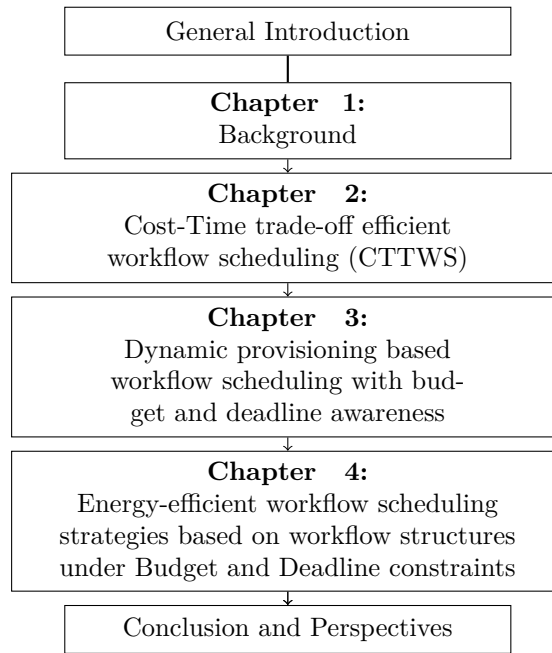 General Introduction
Chapter 1:
Background
Chapter 2:
Cost-Time trade-off efficient
workflow scheduling (CTTWS)
Chapter 3:
Dynamic provisioning based
workflow scheduling with bud-
get and deadline awareness
Chapter 4:
Energy-efficient workflow scheduling
strategies based on workflow structures
under Budget and Deadline constraints
Conclusion and Perspectives